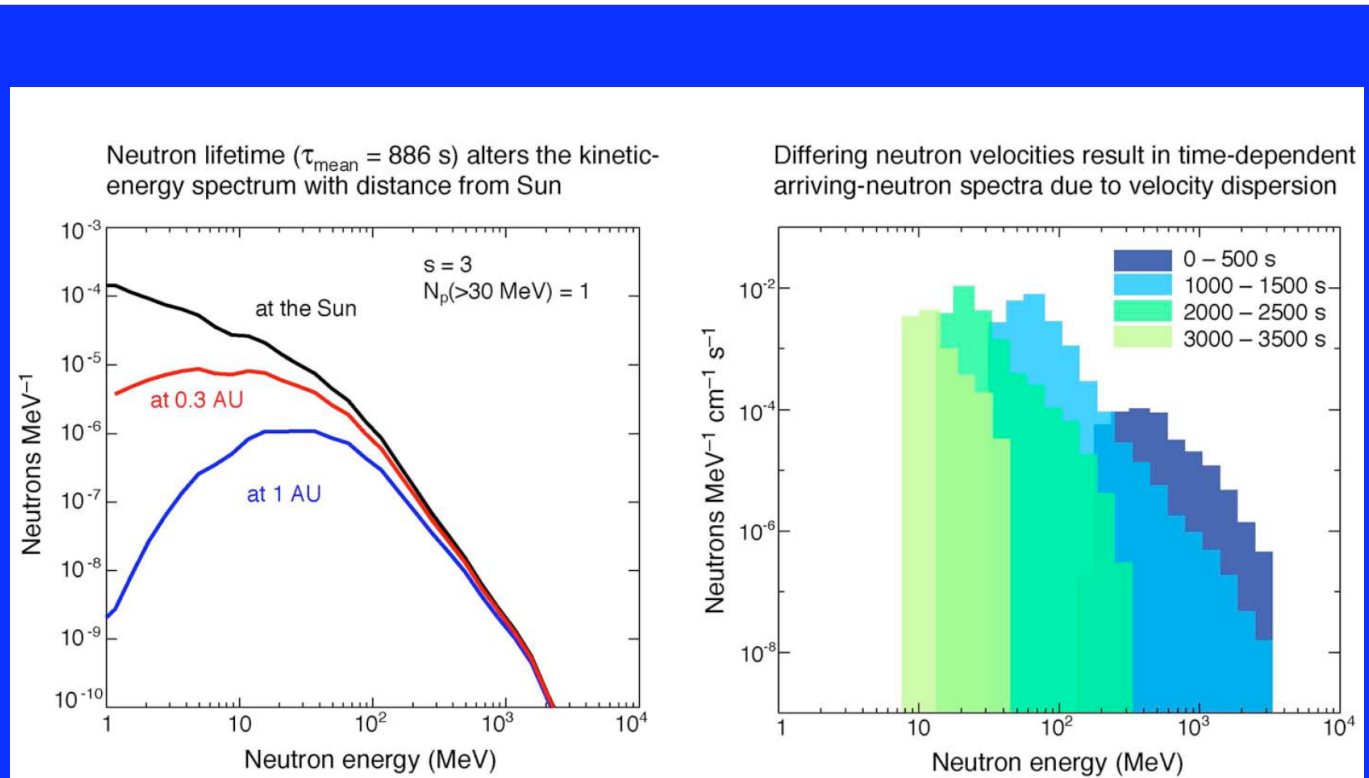 Neutron lifetime (τmean = 886 s) alters the kinetic-
energy spectrum with distance from Sun
10-3
10-4
10-5
10-6
10-7
10-8
10-9
10-10
Neutrons MeV–1
s = 3
Np(>30 MeV) = 1
at the Sun
at 0.3 AU
at 1 AU
1
10
102
103
104
Neutron energy (MeV)
Differing neutron velocities result in time-dependent
arriving-neutron spectra due to velocity dispersion
10-2
10-4
10-6
10-8
Neutrons MeV–1 cm–1 s–1
0 – 500 s
1000 – 1500 s
2000 – 2500 s
3000 – 3500 s
1
10
102
103
104
Neutron energy (MeV)